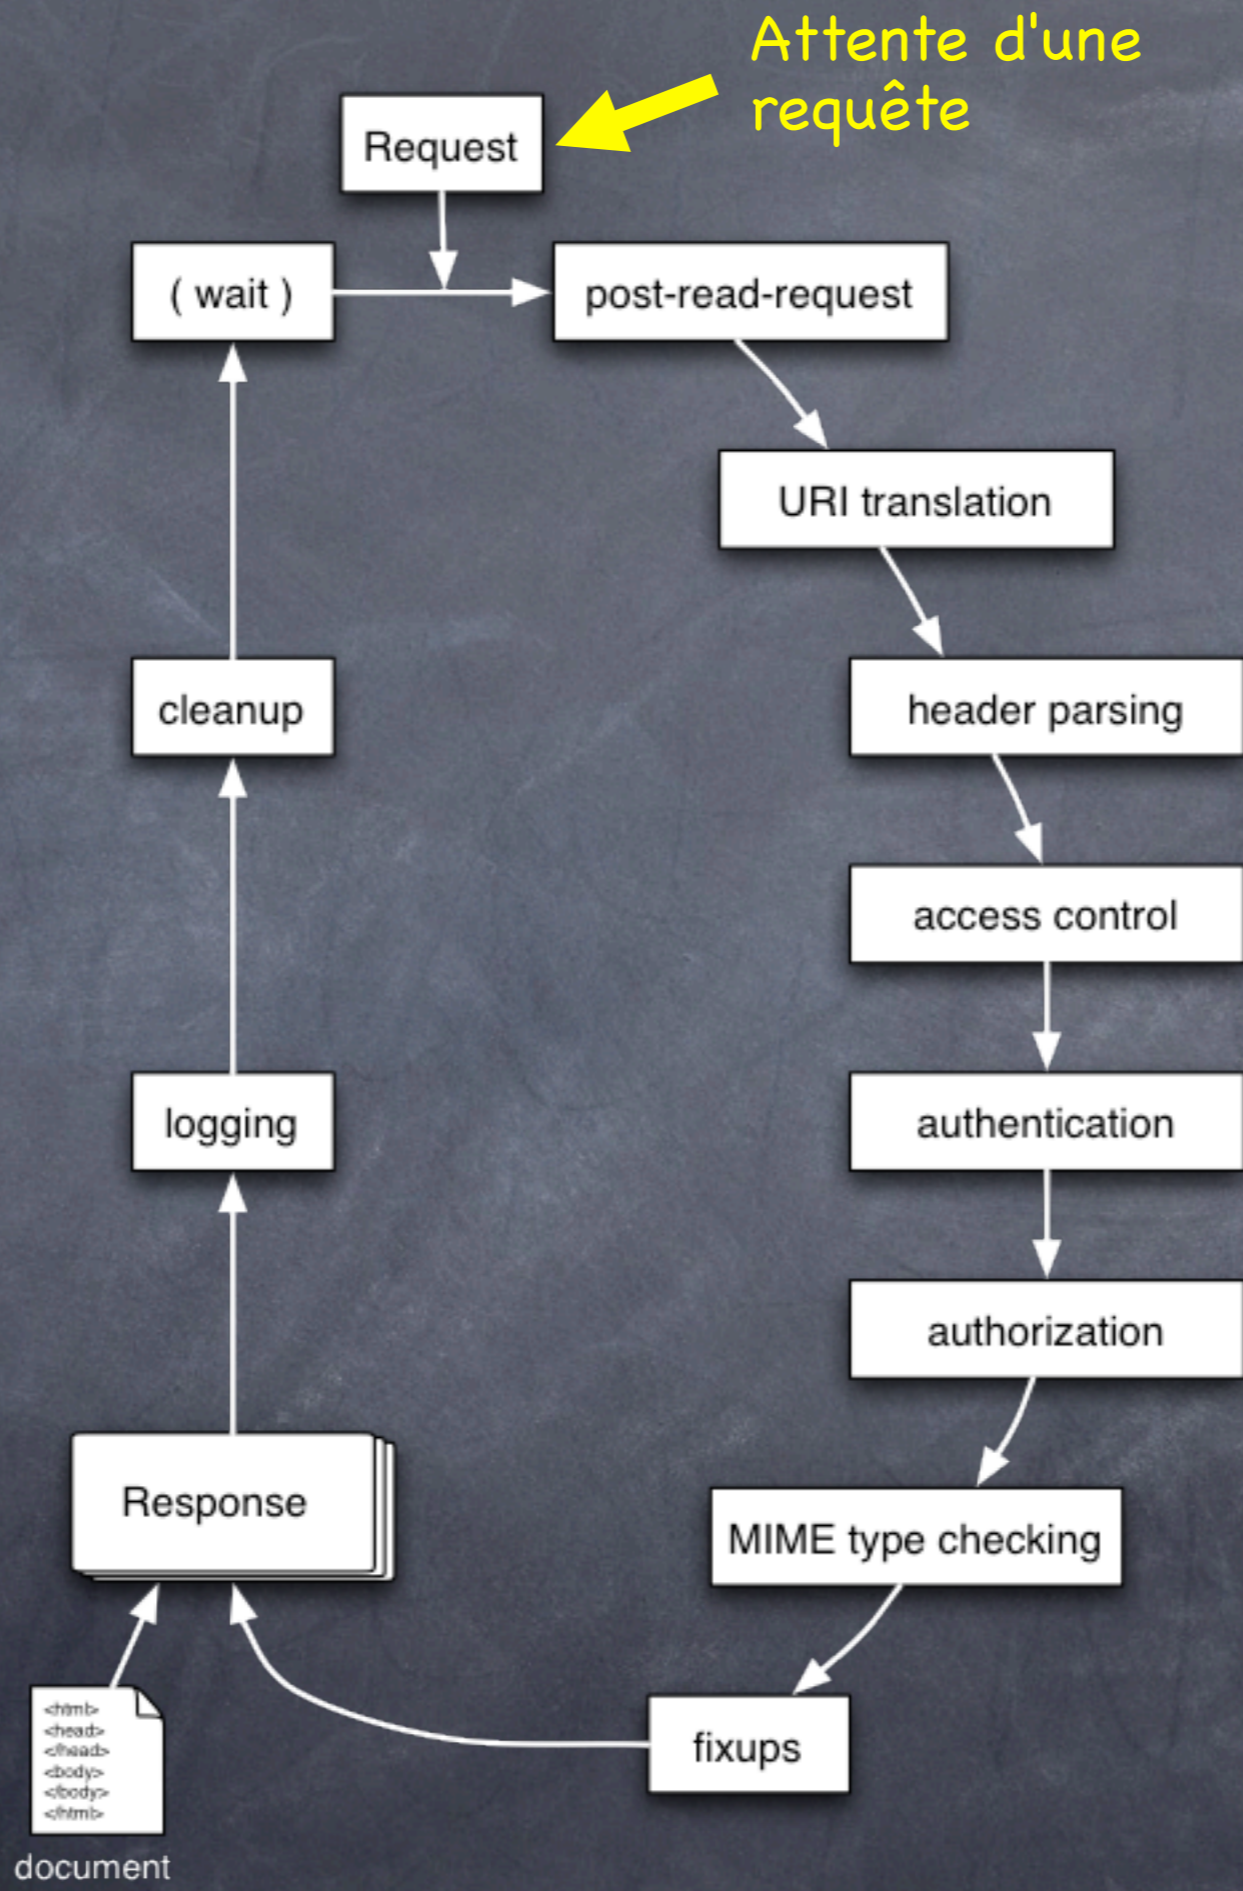 Attente d'une
requête
Request
( wait )
post-read-request
URI translation
header parsing
cleanup
access control
authentication
logging
authorization
Response
MIME type checking
fixups
<html>
<head>
</head>
<body>
</body>
</html>
document